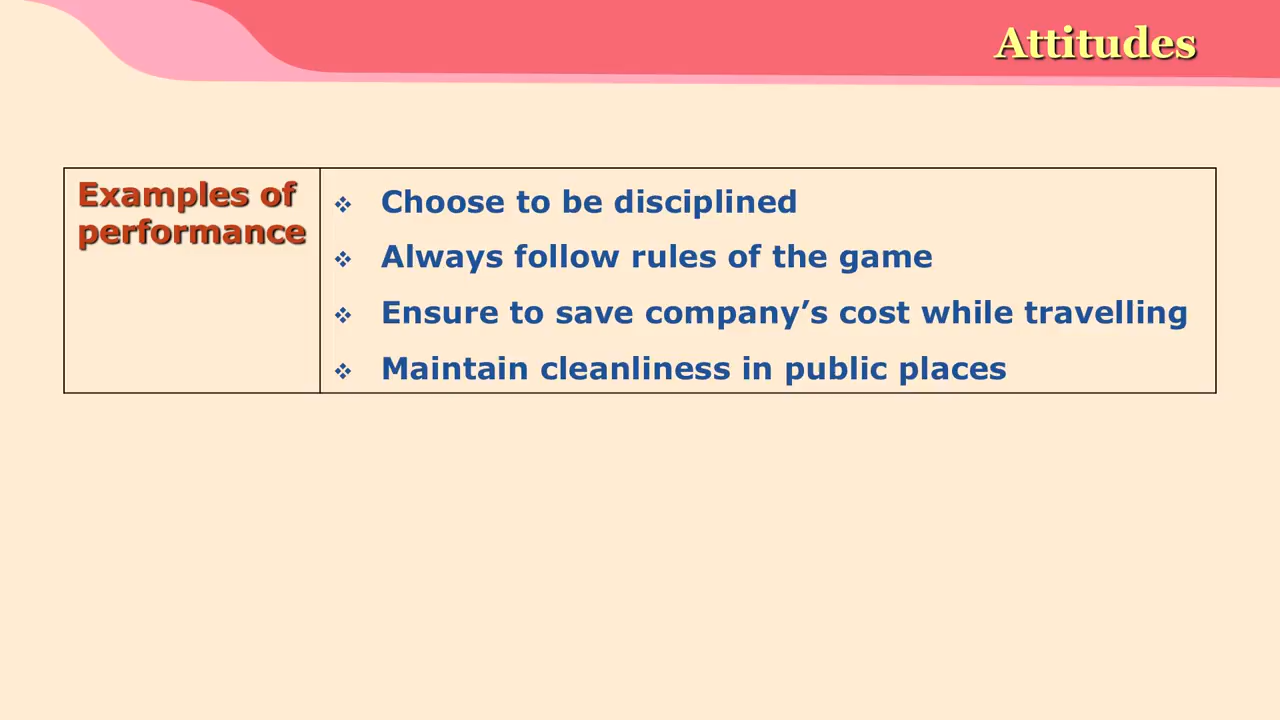 Attitudes
Examples of
performance
❖ Choose to be disciplined
❖ Always follow rules of the game
❖ Ensure to save company’s cost while travelling
❖ Maintain cleanliness in public places